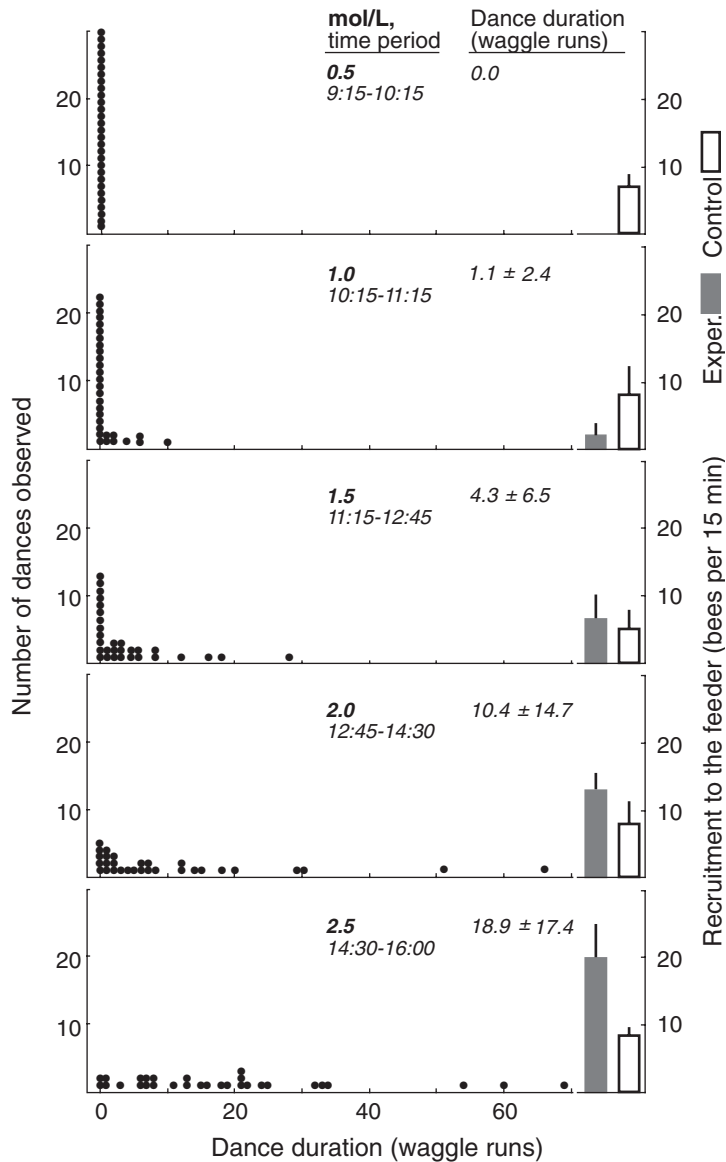 mol/L,
time period
Dance duration
(waggle runs)
0.5
9:15-10:15
0.0
20
10
20
10
1.0
10:15-11:15
1.1 ± 2.4
20
10
20
10
1.5
11:15-12:45
4.3 ± 6.5
20
10
20
10
2.0
12:45-14:30
10.4 ± 14.7
20
10
20
10
2.5
14:30-16:00
18.9 ± 17.4
20
10
20
10
0
20
40
60
Dance duration (waggle runs)
Number of dances observed
Recruitment to the feeder (bees per 15 min)
Exper.
Control